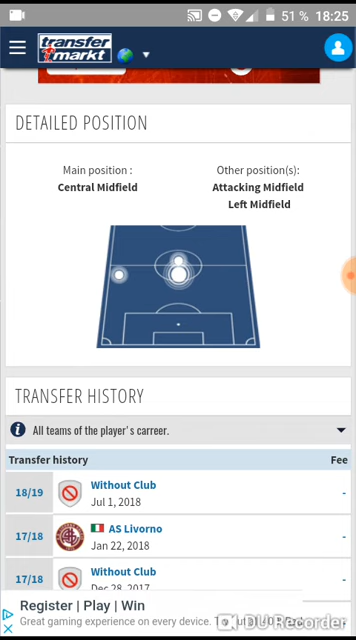 51 % 18:25
transfer
markt
DETAILED POSITION
Main position :
Central Midfield
Other position(s):
Attacking Midfield
Left Midfield
TRANSFER HISTORY
i All teams of the player's carreer.
Transfer history Fee
18/19 Without Club -
Jul 1, 2018
17/18 AS Livorno -
Jan 22, 2018
17/18 Without Club -
Dec 28, 2017
Register | Play | Win
Great gaming experience on every device.
DU Recorder